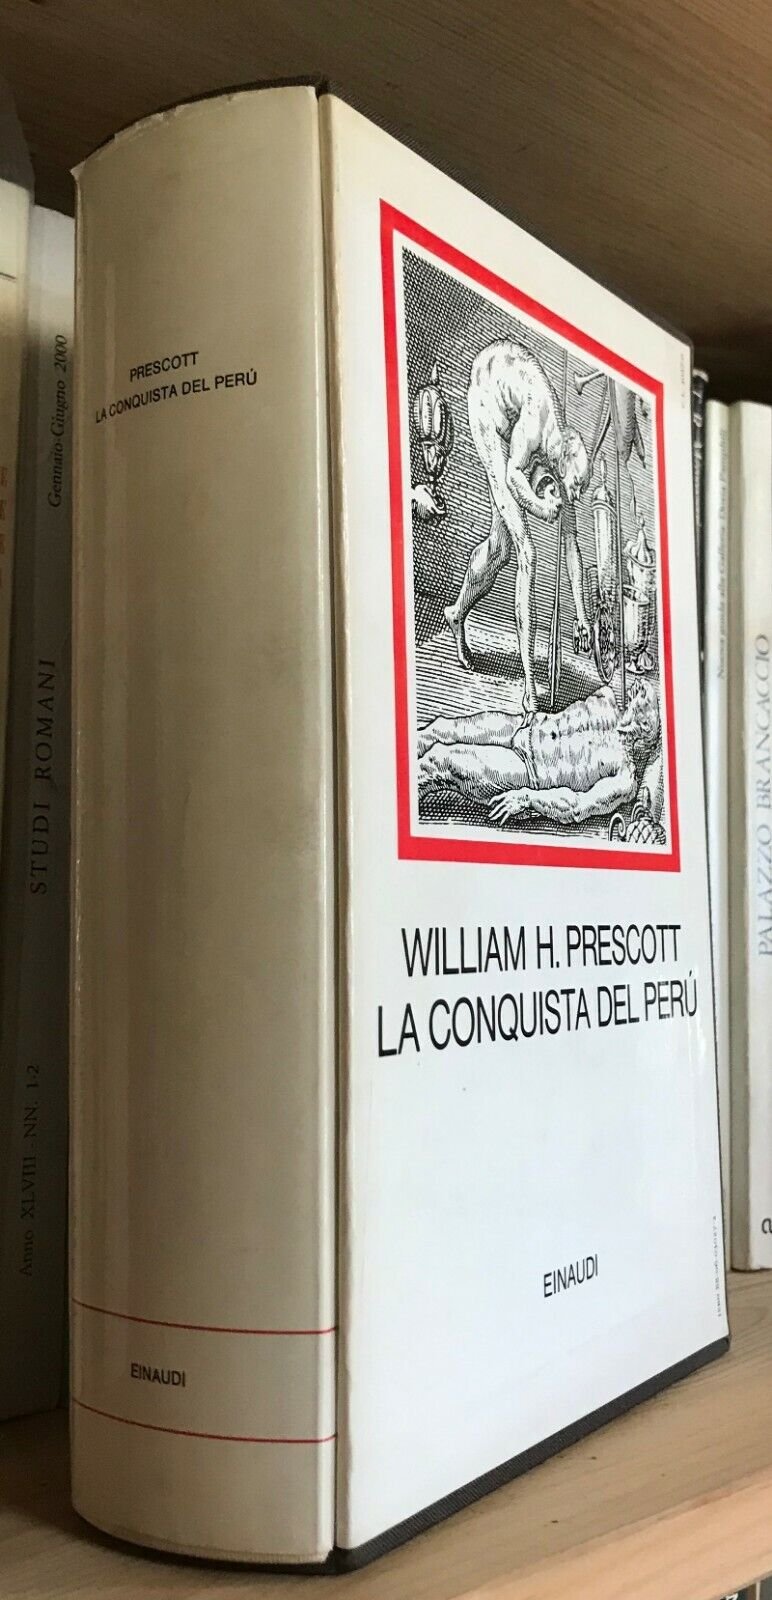 PRESCOTT
LA CONQUISTA DEL PERÚ
EINAUDI
WILLIAM H. PRESCOTT
LA CONQUISTA DEL PERÚ
EINAUDI
Gennaio-Giugno 2000
STUDI ROMANI
Anno XLVIII - NN. 1-2
PALAZZO BRANCACCIO